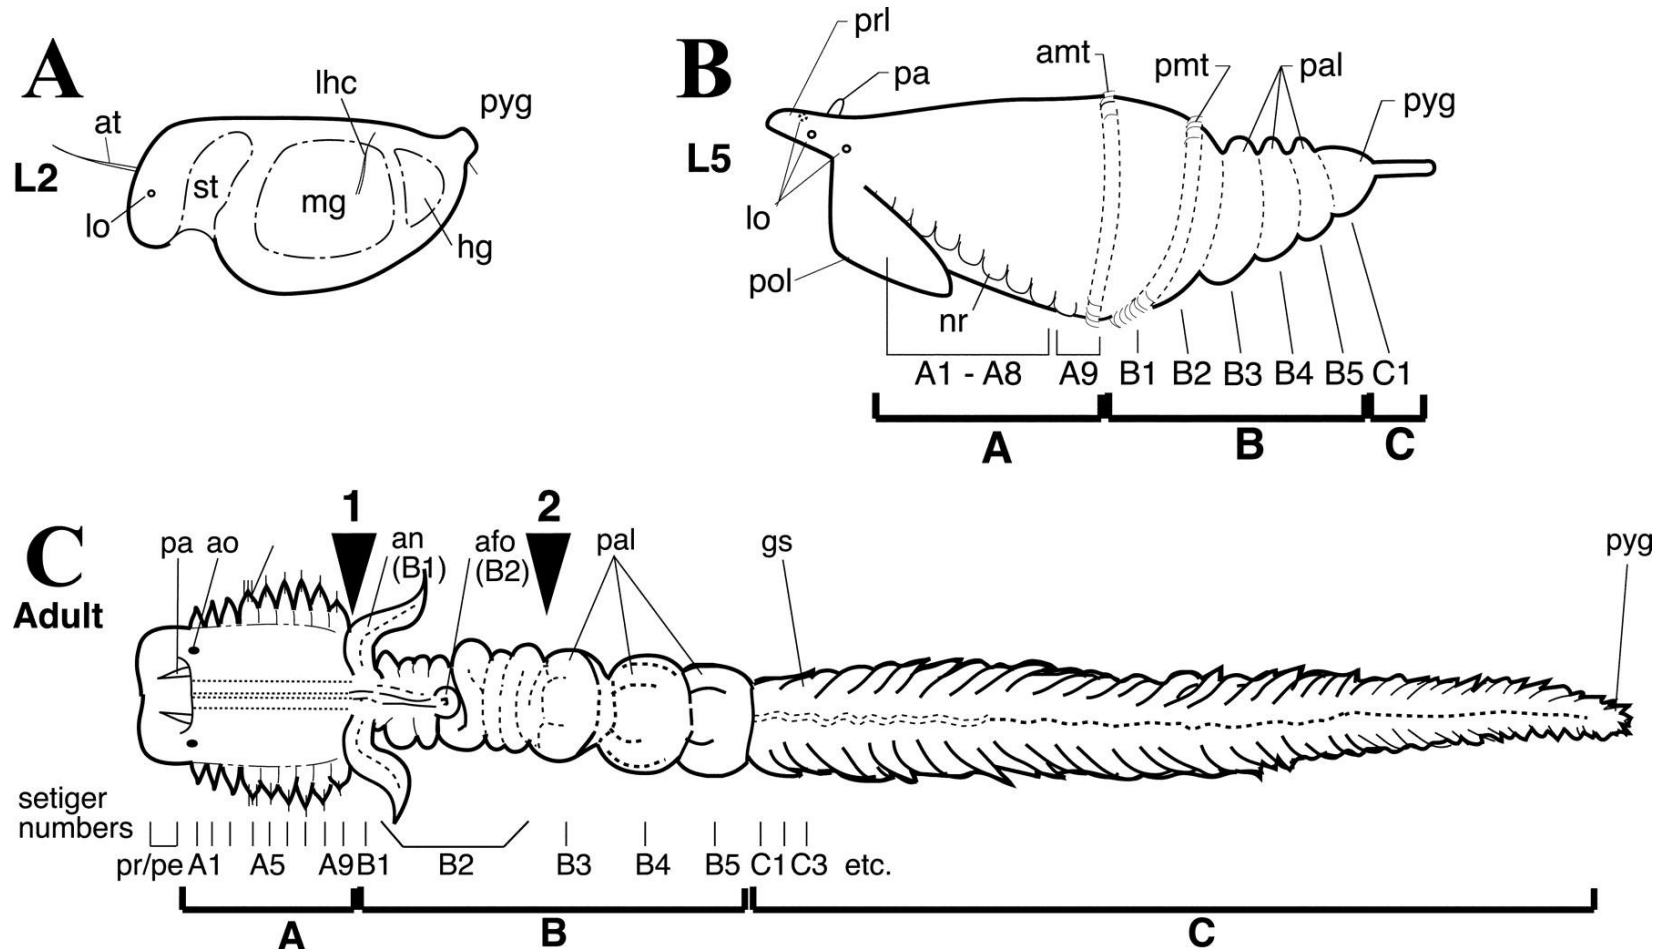 A
lhc
pyg
at
L2
st
mg
lo
hg
B
prl
pa
amt
pmt
pal
pyg
L5
lo
pol
nr
A1 - A8 A9 B1 B2 B3 B4 B5 C1
A B C
C
1 2
pa ao an (B1) afo (B2) pal gs pyg
Adult
setiger
numbers
pr/pe A1 A5 A9 B1 B2 B3 B4 B5 C1 C3 etc.
A B C